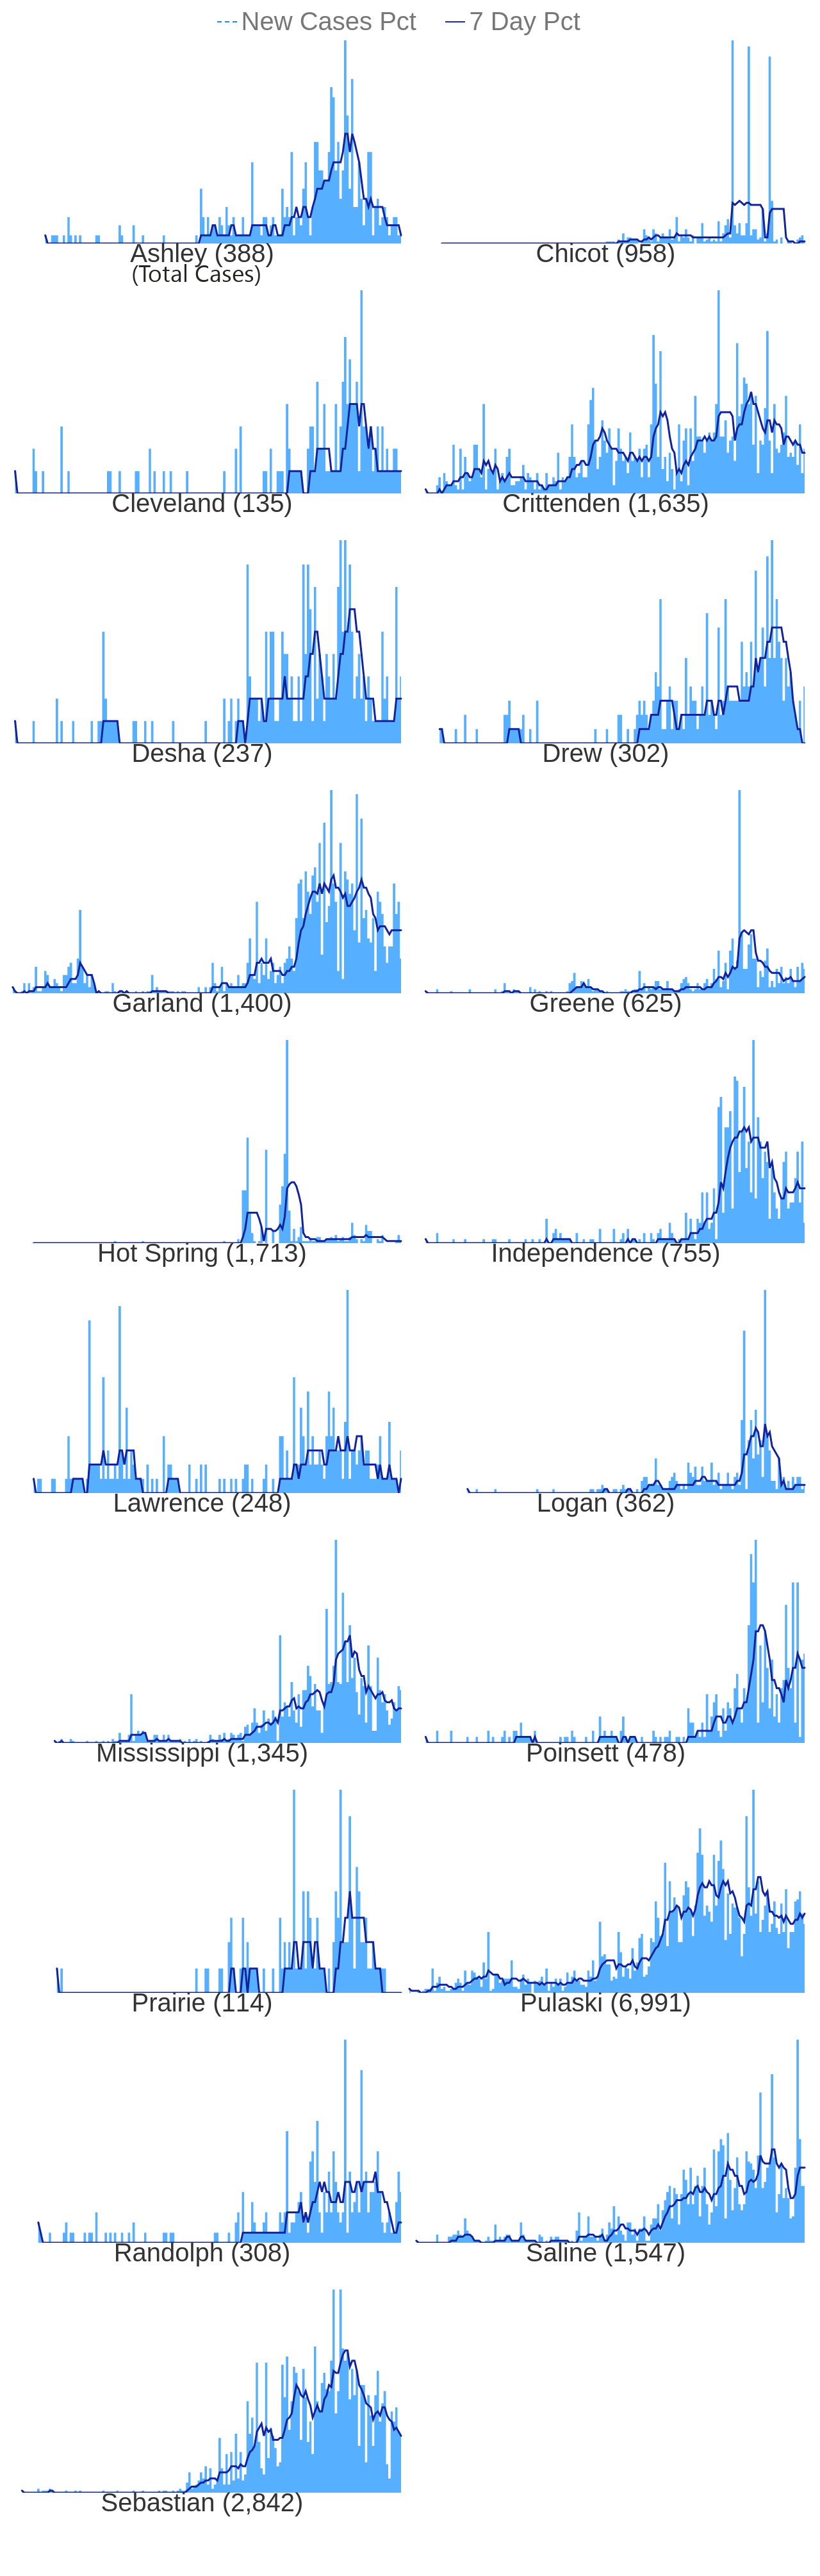 New Cases Pct 7 Day Pct
Ashley (388) Chicot (958)
(Total Cases)
Cleveland (135) Crittenden (1,635)
Desha (237) Drew (302)
Garland (1,400) Greene (625)
Hot Spring (1,713) Independence (755)
Lawrence (248) Logan (362)
Mississippi (1,345) Poinsett (478)
Prairie (114) Pulaski (6,991)
Randolph (308) Saline (1,547)
Sebastian (2,842)